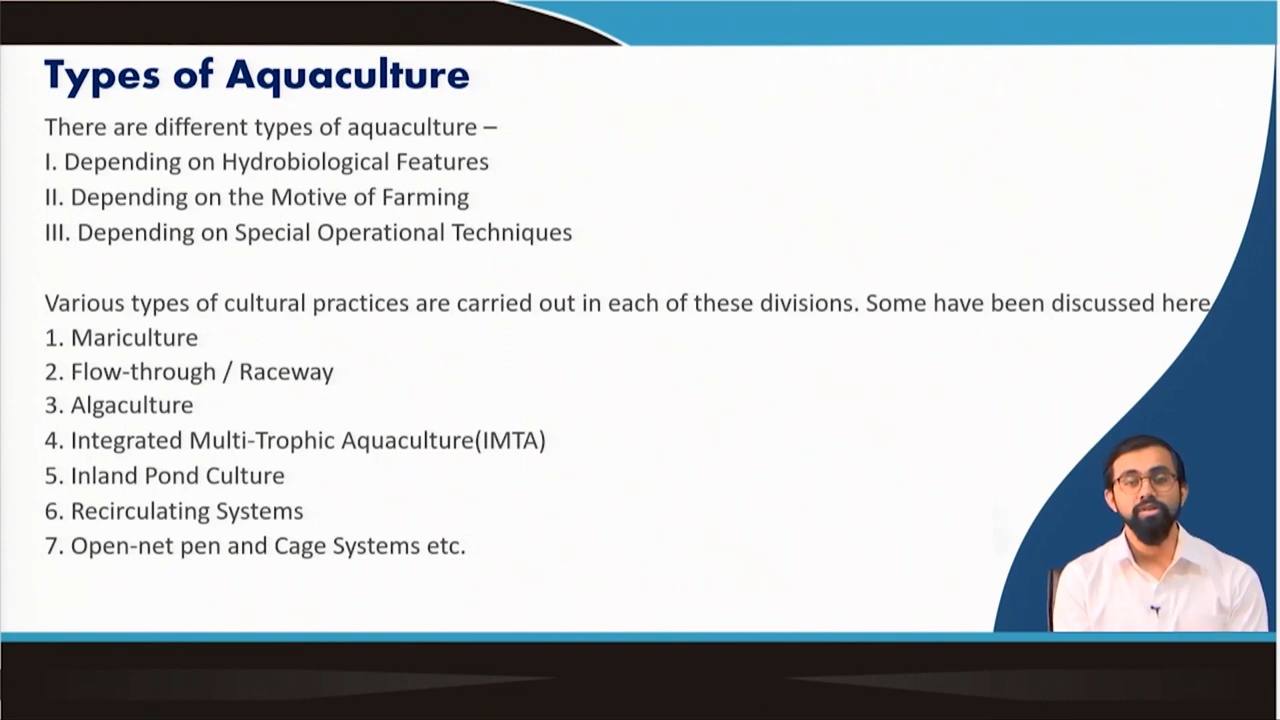 Types of Aquaculture
There are different types of aquaculture –
I. Depending on Hydrobiological Features
II. Depending on the Motive of Farming
III. Depending on Special Operational Techniques
Various types of cultural practices are carried out in each of these divisions. Some have been discussed here
1. Mariculture
2. Flow-through / Raceway
3. Algaculture
4. Integrated Multi-Trophic Aquaculture(IMTA)
5. Inland Pond Culture
6. Recirculating Systems
7. Open-net pen and Cage Systems etc.